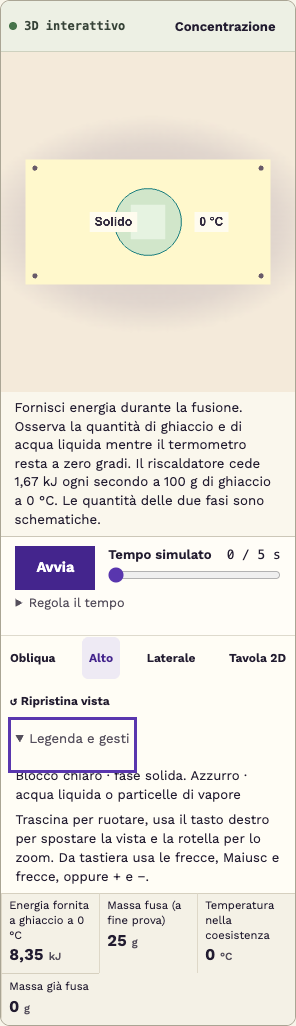 3D interattivo
Concentrazione
Solido
0 °C
Fornisci energia durante la fusione.
Osserva la quantità di ghiaccio e di
acqua liquida mentre il termometro
resta a zero gradi. Il riscaldatore cede
1,67 kJ ogni secondo a 100 g di ghiaccio
a 0 °C. Le quantità delle due fasi sono
schematiche.
Avvia
Tempo simulato 0 / 5 s
▶ Regola il tempo
Obliqua Alto Laterale Tavola 2D
↺ Ripristina vista
▼ Legenda e gesti
Blocco chiaro · fase solida. Azzurro ·
acqua liquida o particelle di vapore
Trascina per ruotare, usa il tasto destro
per spostare la vista e la rotella per lo
zoom. Da tastiera usa le frecce, Maiusc e
frecce, oppure + e −.
Energia fornita
a ghiaccio a 0
°C
8,35 kJ
Massa fusa (a
fine prova)
25 g
Temperatura
nella
coesistenza
0 °C
Massa già fusa
0 g